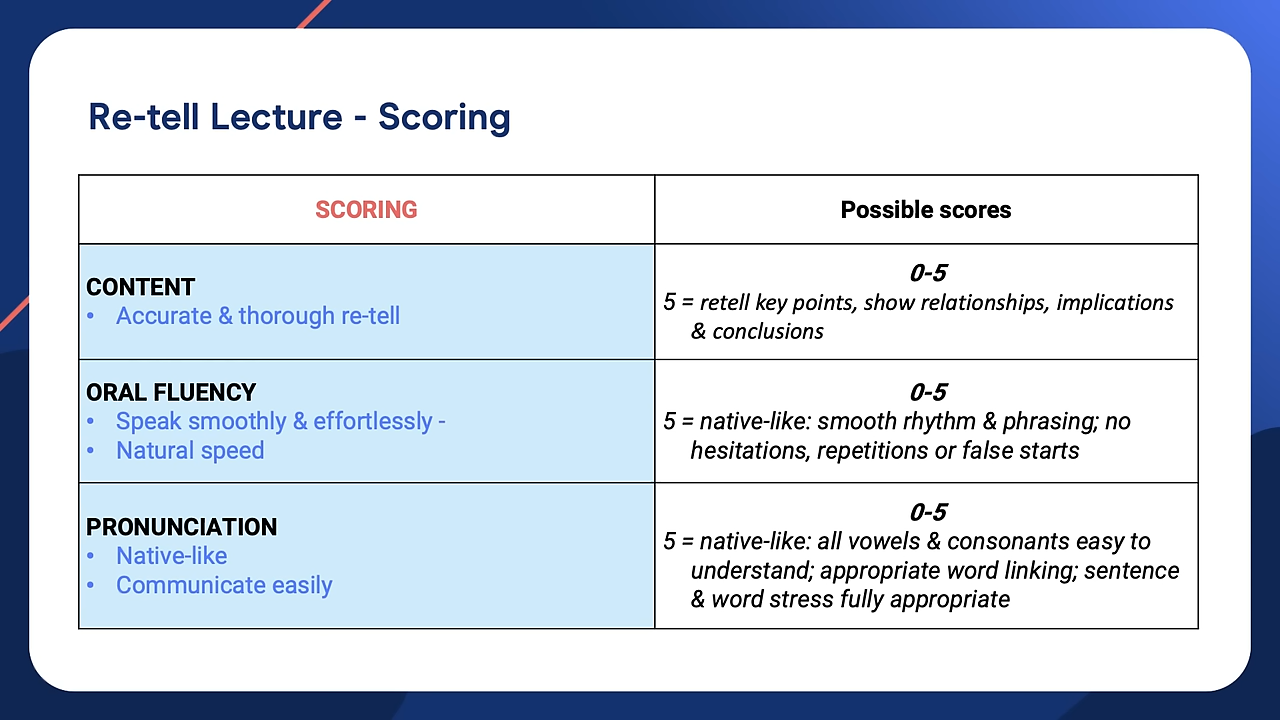 Re-tell Lecture - Scoring
SCORING
Possible scores
CONTENT
• Accurate & thorough re-tell
0-5
5 = retell key points, show relationships, implications
& conclusions
ORAL FLUENCY
• Speak smoothly & effortlessly -
• Natural speed
0-5
5 = native-like: smooth rhythm & phrasing; no
hesitations, repetitions or false starts
PRONUNCIATION
• Native-like
• Communicate easily
0-5
5 = native-like: all vowels & consonants easy to
understand; appropriate word linking; sentence
& word stress fully appropriate